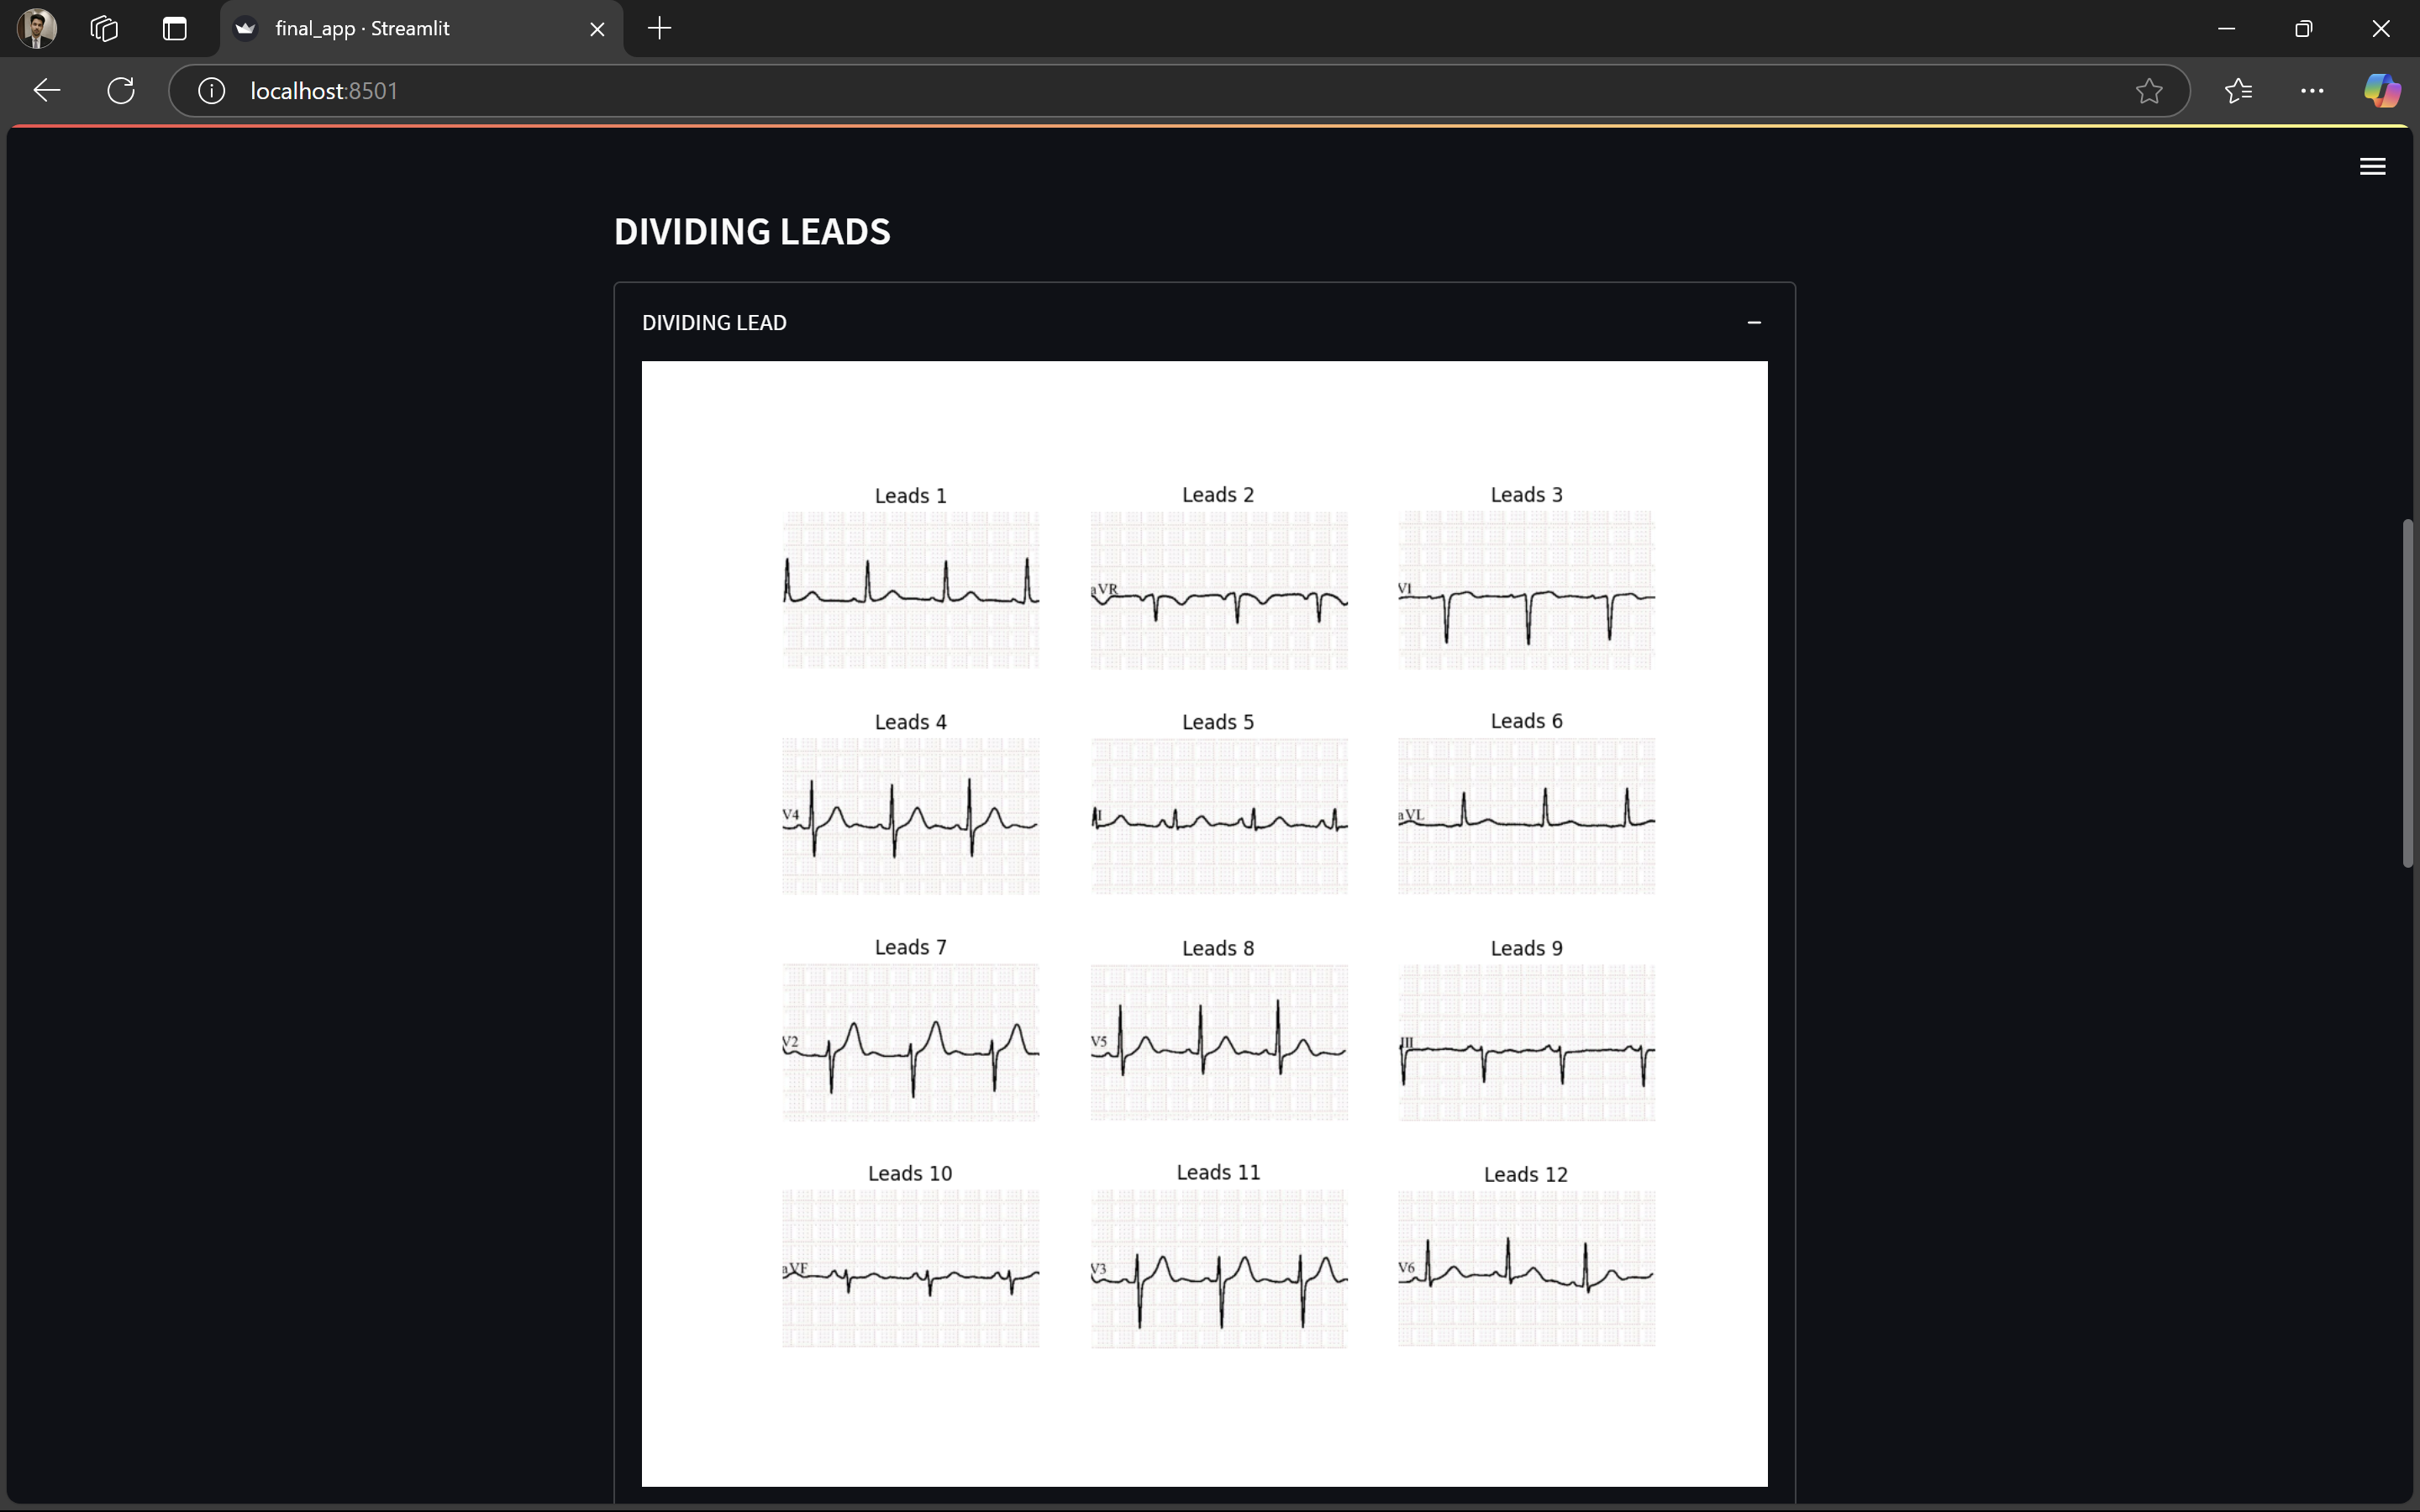 final_app · Streamlit
localhost:8501
DIVIDING LEADS
DIVIDING LEAD
Leads 1
Leads 2
Leads 3
aVR
V1
Leads 4
Leads 5
Leads 6
V4
II
aVL
Leads 7
Leads 8
Leads 9
V2
V5
III
Leads 10
Leads 11
Leads 12
aVF
V3
V6